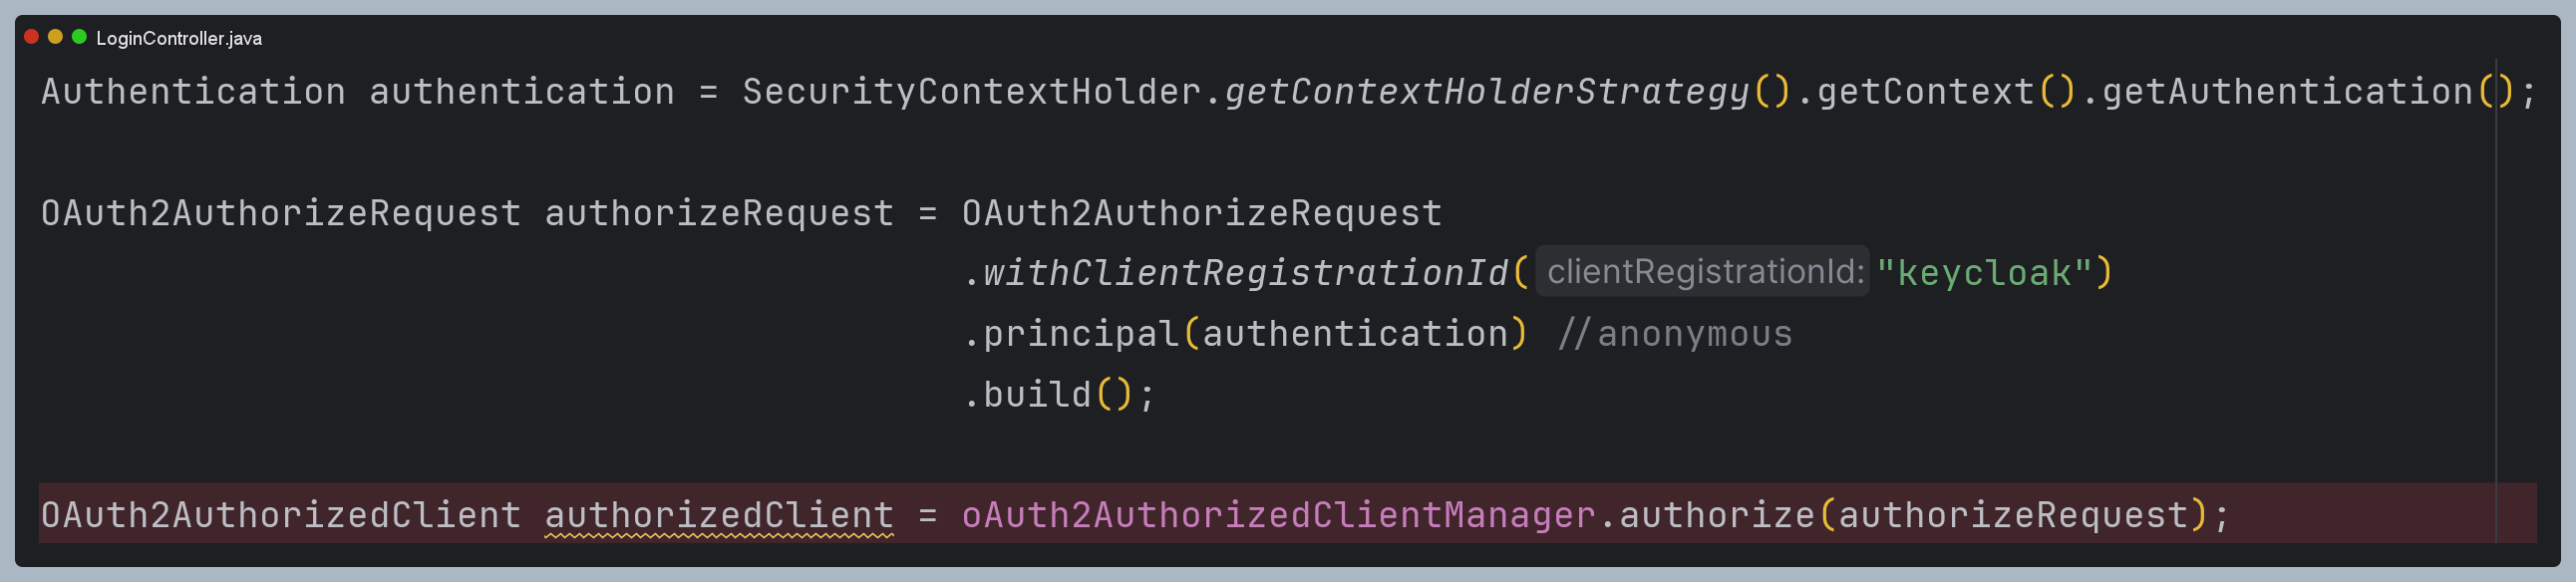 LoginController.java
Authentication authentication = SecurityContextHolder.getContextHolderStrategy().getContext().getAuthentication();
OAuth2AuthorizeRequest authorizeRequest = OAuth2AuthorizeRequest
.withClientRegistrationId( clientRegistrationId: "keycloak")
.principal(authentication) //anonymous
.build();
OAuth2AuthorizedClient authorizedClient = oAuth2AuthorizedClientManager.authorize(authorizeRequest);